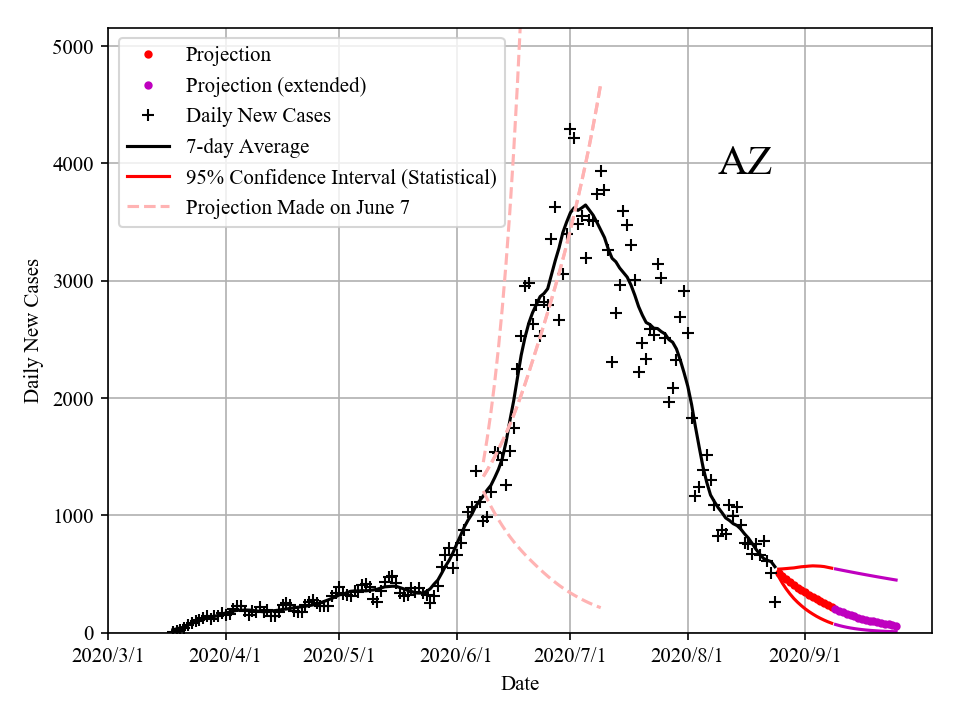 5000
4000
3000
2000
1000
0
Daily New Cases
Projection
Projection (extended)
Daily New Cases
7-day Average
95% Confidence Interval (Statistical)
Projection Made on June 7
AZ
2020/3/1 2020/4/1 2020/5/1 2020/6/1 2020/7/1 2020/8/1 2020/9/1
Date